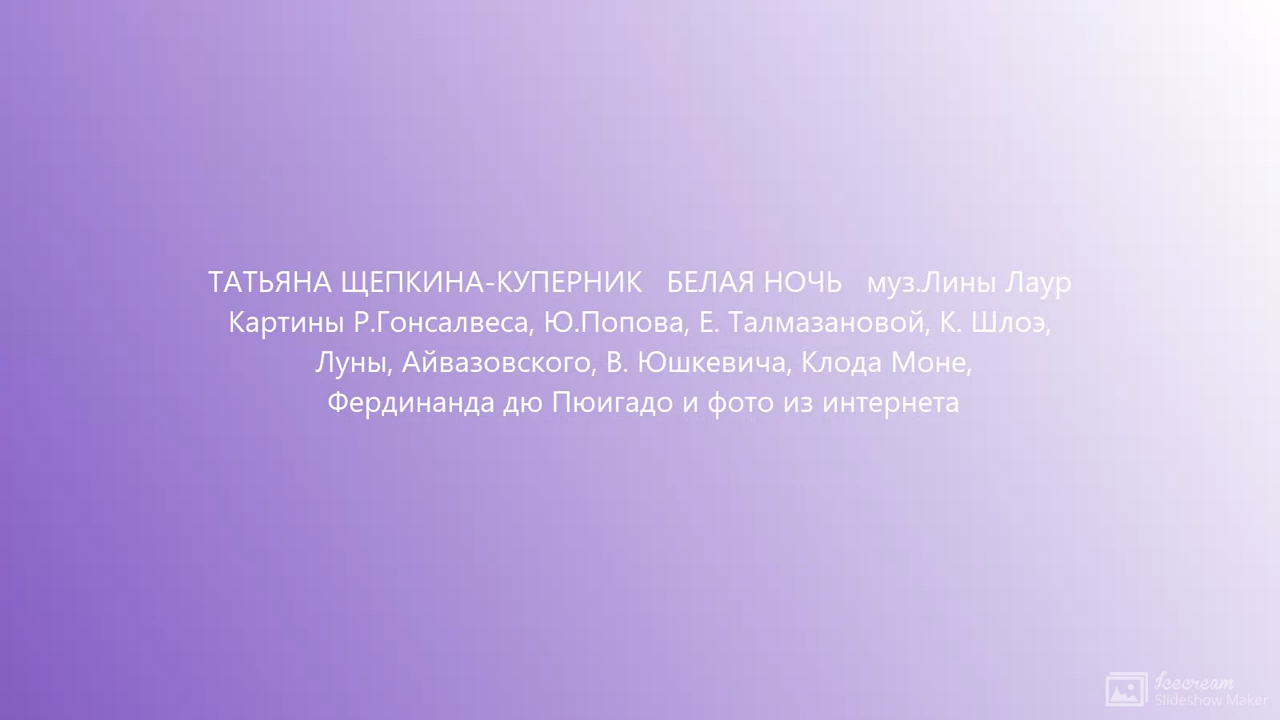 ТАТЬЯНА ЩЕПКИНА-КУПЕРНИК   БЕЛАЯ НОЧЬ   муз.Лины Лаур
Картины Р.Гонсалвеса, Ю.Попова, Е. Талмазановой, К. Шлоэ,
Луны, Айвазовского, В. Юшкевича, Клода Моне,
Фердинанда дю Пюигадо и фото из интернета
Icecream
Slideshow Maker